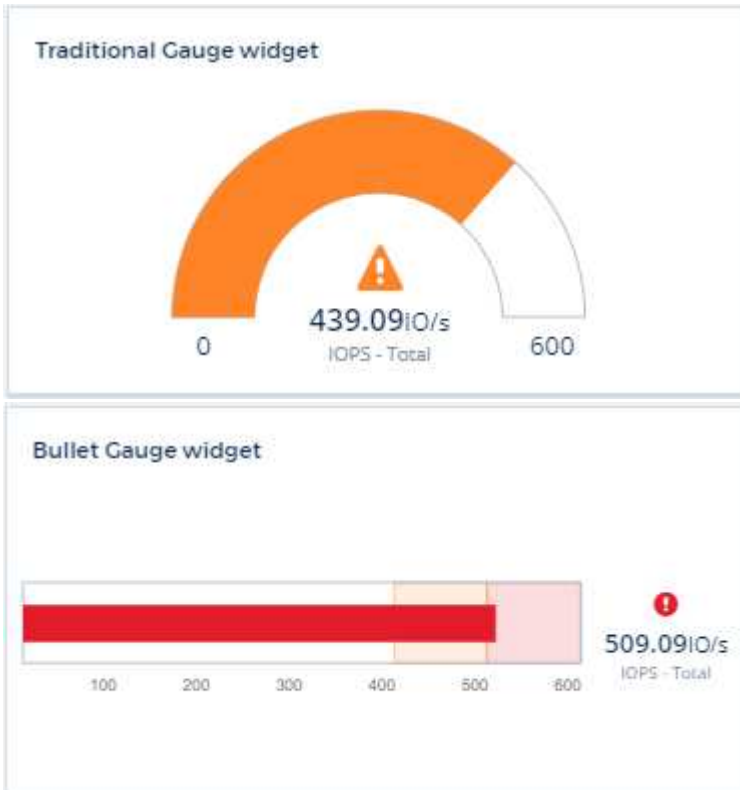 Traditional Gauge widget
439.09IO/s
0
IOPS - Total
600
Bullet Gauge widget
509.09IO/s
IOPS - Total
100 200 300 400 500 600